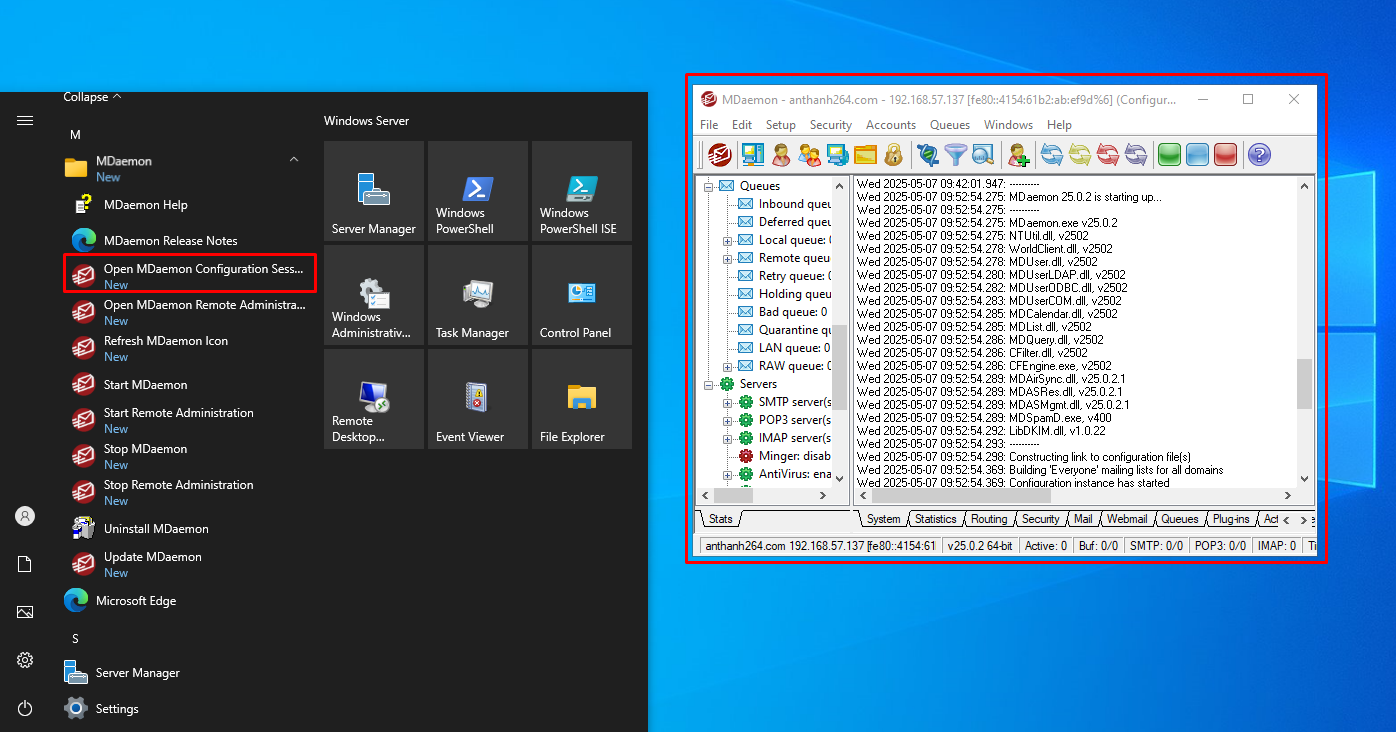 Collapse
M
MDaemon
New
MDaemon Help
MDaemon Release Notes
Open MDaemon Configuration Sess...
New
Open MDaemon Remote Administra...
New
Refresh MDaemon Icon
New
Start MDaemon
Start Remote Administration
New
Stop MDaemon
New
Stop Remote Administration
New
Uninstall MDaemon
Update MDaemon
New
Microsoft Edge
S
Server Manager
Settings
Windows Server
Server Manager
Windows
PowerShell
Windows
PowerShell ISE
Windows
Administrativ...
Task Manager
Control Panel
Remote
Desktop...
Event Viewer
File Explorer
MDaemon - anthanh264.com - 192.168.57.137 [fe80::4154:61b2:ab:ef9d%6] (Configur...
File Edit Setup Security Accounts Queues Windows Help
Queues
Inbound queu
Deferred queu
Local queue: 0
Remote queue
Retry queue: 0
Holding queu
Bad queue: 0
Quarantine qu
LAN queue: 0
RAW queue: 0
Servers
SMTP server(s
POP3 server(s
IMAP server(s
Minger: disab
AntiVirus: ena
Stats
Wed 2025-05-07 09:42:01.947: ----------
Wed 2025-05-07 09:52:54.275: MDaemon 25.0.2 is starting up...
Wed 2025-05-07 09:52:54.275: ----------
Wed 2025-05-07 09:52:54.275: MDaemon.exe v25.0.2
Wed 2025-05-07 09:52:54.275: NTUtil.dll, v2502
Wed 2025-05-07 09:52:54.278: WorldClient.dll, v2502
Wed 2025-05-07 09:52:54.278: MDUser.dll, v2502
Wed 2025-05-07 09:52:54.280: MDUserLDAP.dll, v2502
Wed 2025-05-07 09:52:54.282: MDUserODBC.dll, v2502
Wed 2025-05-07 09:52:54.283: MDUserCOM.dll, v2502
Wed 2025-05-07 09:52:54.285: MDCalendar.dll, v2502
Wed 2025-05-07 09:52:54.285: MDList.dll, v2502
Wed 2025-05-07 09:52:54.286: MDQuery.dll, v2502
Wed 2025-05-07 09:52:54.286: CFilter.dll, v2502
Wed 2025-05-07 09:52:54.286: CFEngine.exe, v2502
Wed 2025-05-07 09:52:54.289: MDAirSync.dll, v25.0.2.1
Wed 2025-05-07 09:52:54.289: MDASRes.dll, v25.0.2.1
Wed 2025-05-07 09:52:54.289: MDASMgmt.dll, v25.0.2.1
Wed 2025-05-07 09:52:54.289: MDSpamD.exe, v400
Wed 2025-05-07 09:52:54.292: LibDKIM.dll, v1.0.22
Wed 2025-05-07 09:52:54.293: ----------
Wed 2025-05-07 09:52:54.298: Constructing link to configuration file(s)
Wed 2025-05-07 09:52:54.369: Building 'Everyone' mailing lists for all domains
Wed 2025-05-07 09:52:54.369: Configuration instance has started
System Statistics Routing Security Mail Webmail Queues Plug-ins Act
anthanh264.com 192.168.57.137 [fe80::4154:61 v25.0.2 64-bit Active: 0 Buf: 0/0 SMTP: 0/0 POP3: 0/0 IMAP: 0 Ti